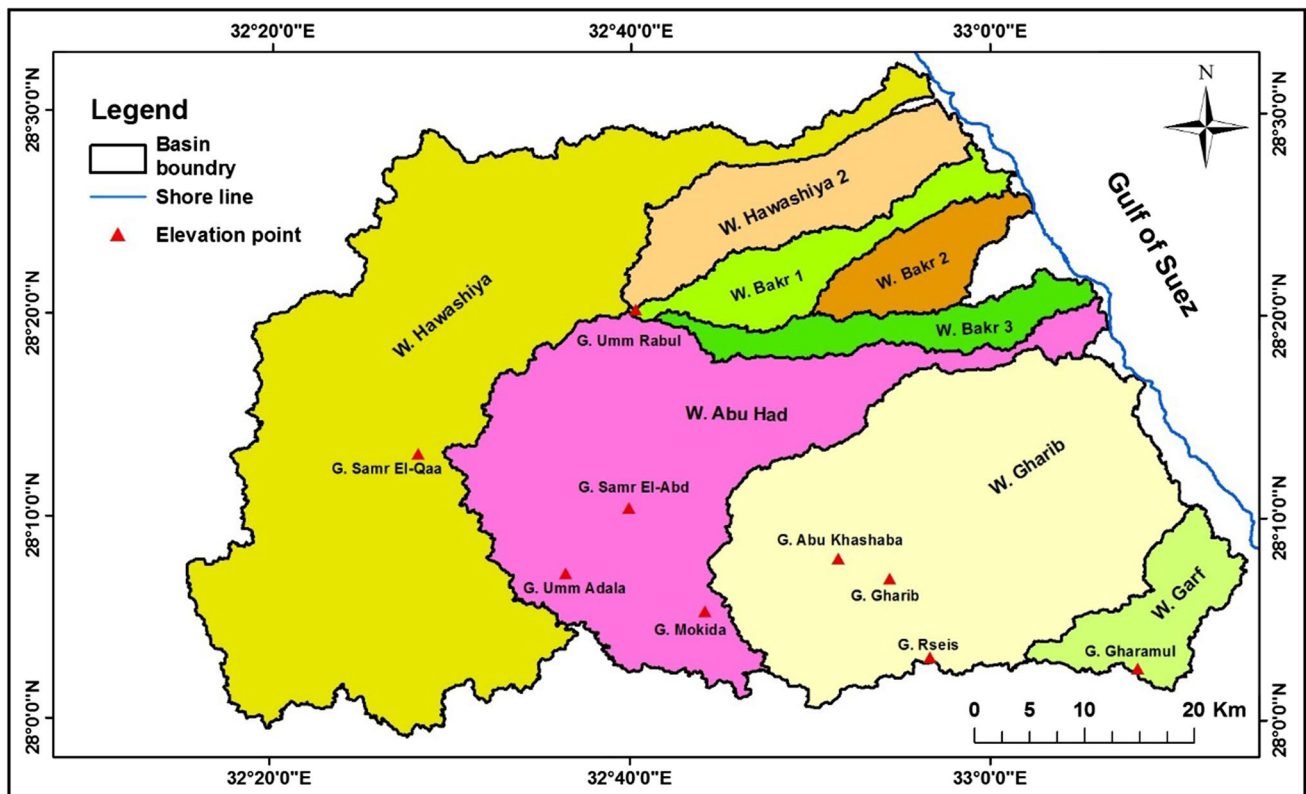 32°20'0"E
32°40'0"E
33°0'0"E
28°30'0"N
28°30'0"N
Legend
Basin
boundry
Shore line
Elevation point
N
Gulf of Suez
W. Hawashiya 2
W. Bakr 1
W. Bakr 2
W. Hawashiya
28°20'0"N
28°20'0"N
W. Bakr 3
G. Umm Rabul
W. Abu Had
G. Samr El-Qaa
W. Gharib
G. Samr El-Abd
28°10'0"N
28°10'0"N
G. Abu Khashaba
G. Umm Adala
G. Gharib
W. Garf
G. Mokida
G. Rseis
G. Gharamul
28°0'0"N
28°0'0"N
0 5 10 20 Km
32°20'0"E
32°40'0"E
33°0'0"E